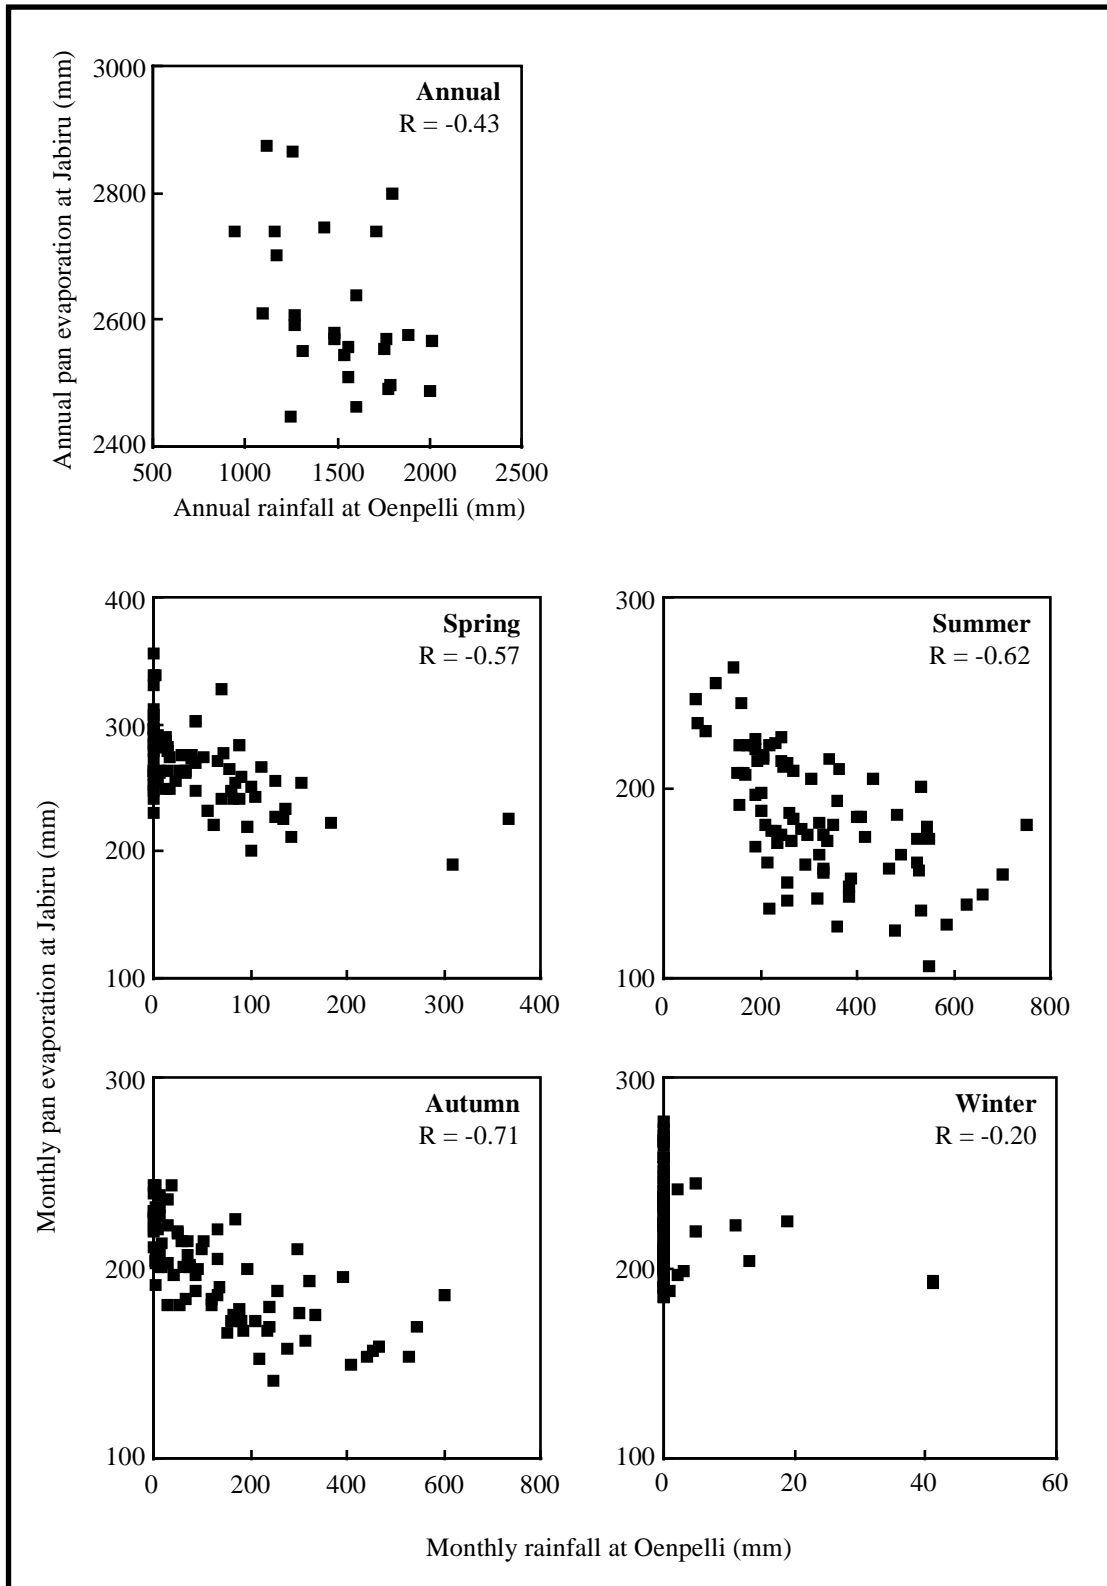 Annual pan evaporation at Jabiru (mm)
3000
2800
2600
2400
Annual
R = -0.43
500 1000 1500 2000 2500
Annual rainfall at Oenpelli (mm)
Monthly pan evaporation at Jabiru (mm)
400
300
200
100
Spring
R = -0.57
0 100 200 300 400
300
200
100
Summer
R = -0.62
0 200 400 600 800
300
200
100
Autumn
R = -0.71
0 200 400 600 800
300
200
100
Winter
R = -0.20
0 20 40 60
Monthly rainfall at Oenpelli (mm)